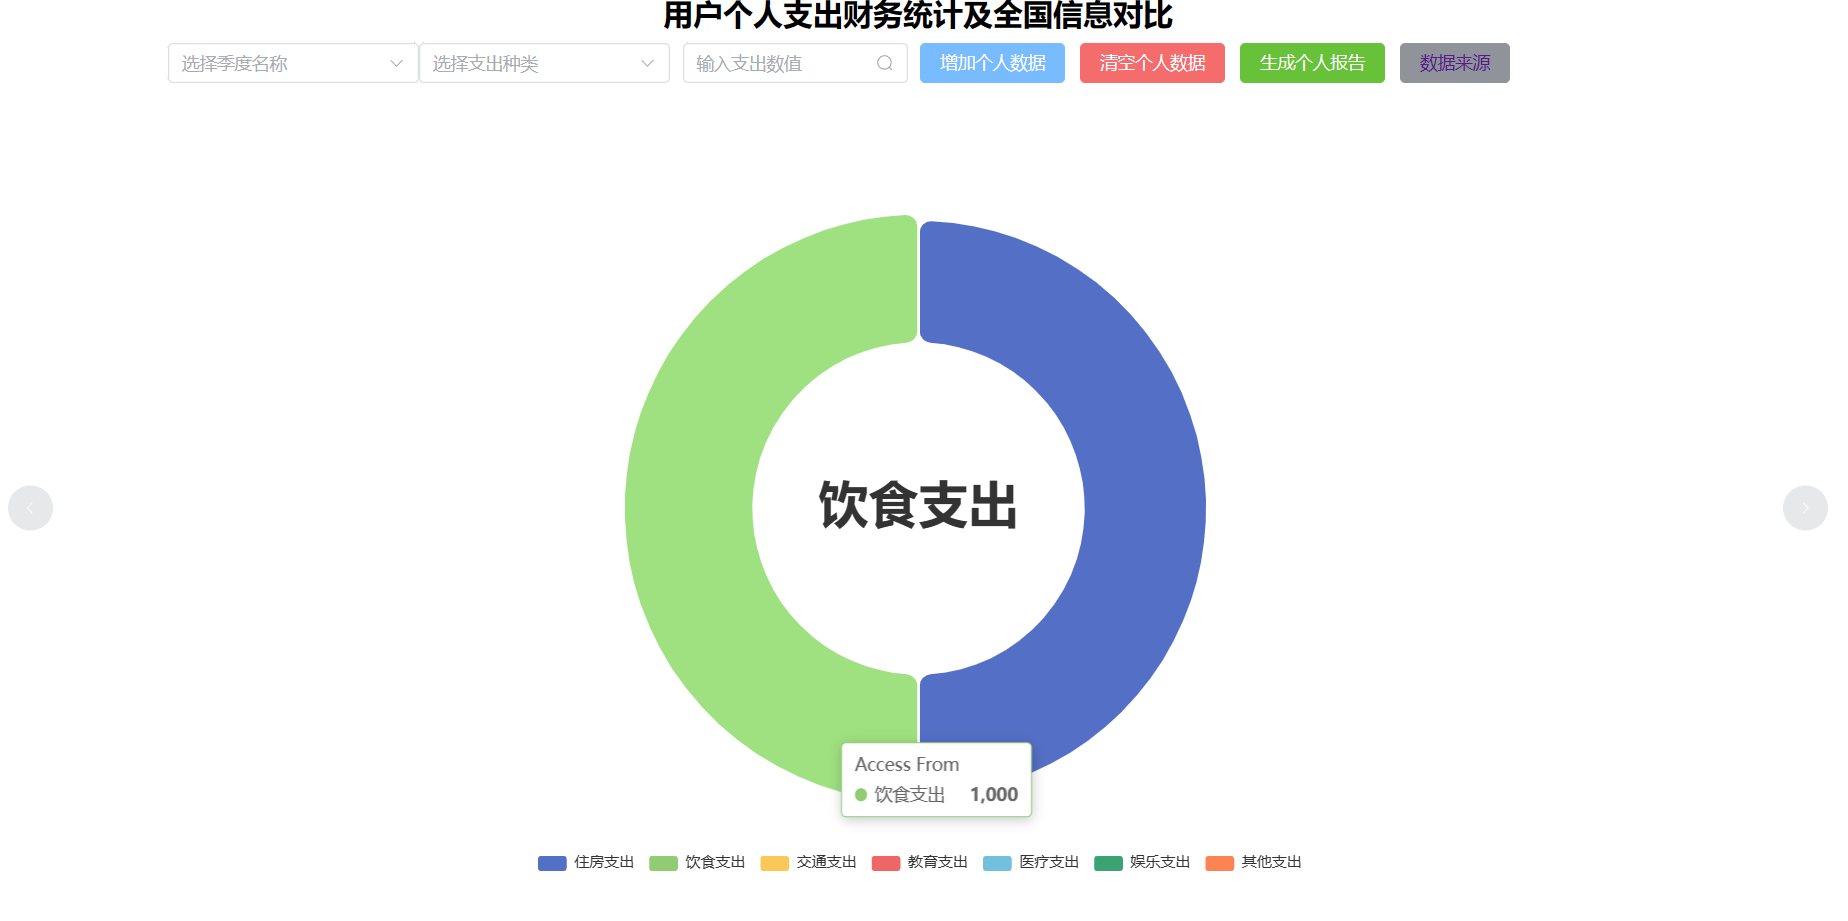 用户个人支出财务统计及全国信息对比
选择季度名称 选择支出种类 输入支出数值 增加个人数据 清空个人数据 生成个人报告 数据来源
饮食支出
Access From
饮食支出 1,000
住房支出 饮食支出 交通支出 教育支出 医疗支出 娱乐支出 其他支出